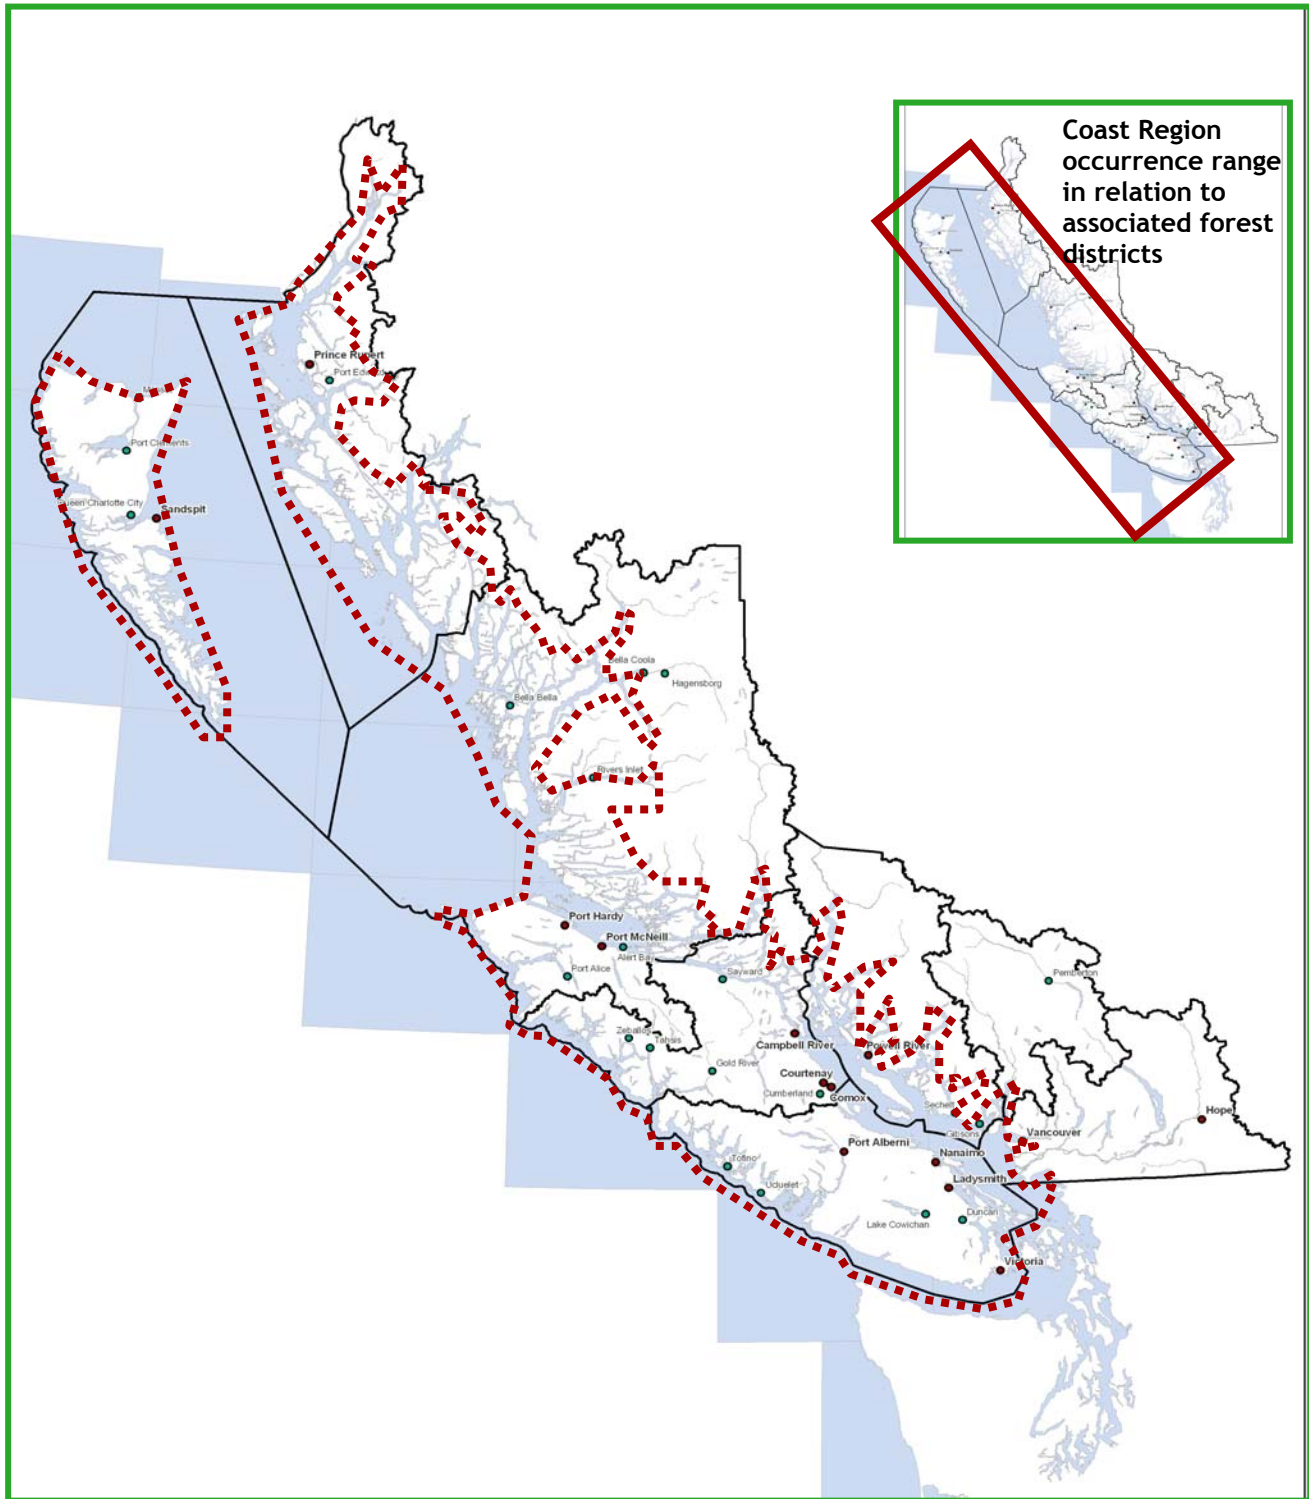 Coast Region
occurrence range
in relation to
associated forest
districts
Prince Rupert
Port Edward
Port Clements
Queen Charlotte City
Sandspit
Bella Coola
Hagensborg
Bella Bella
Rivers Inlet
Port Hardy
Port McNeill
Alert Bay
Port Alice
Sayward
Pemberton
Zeballos
Tahsis
Campbell River
Powell River
Gold River
Courtenay
Cumberland
Comox
Sechelt
Hope
Gibsons
Vancouver
Port Alberni
Nanaimo
Tofino
Ladysmith
Ucluelet
Lake Cowichan
Duncan
Victoria